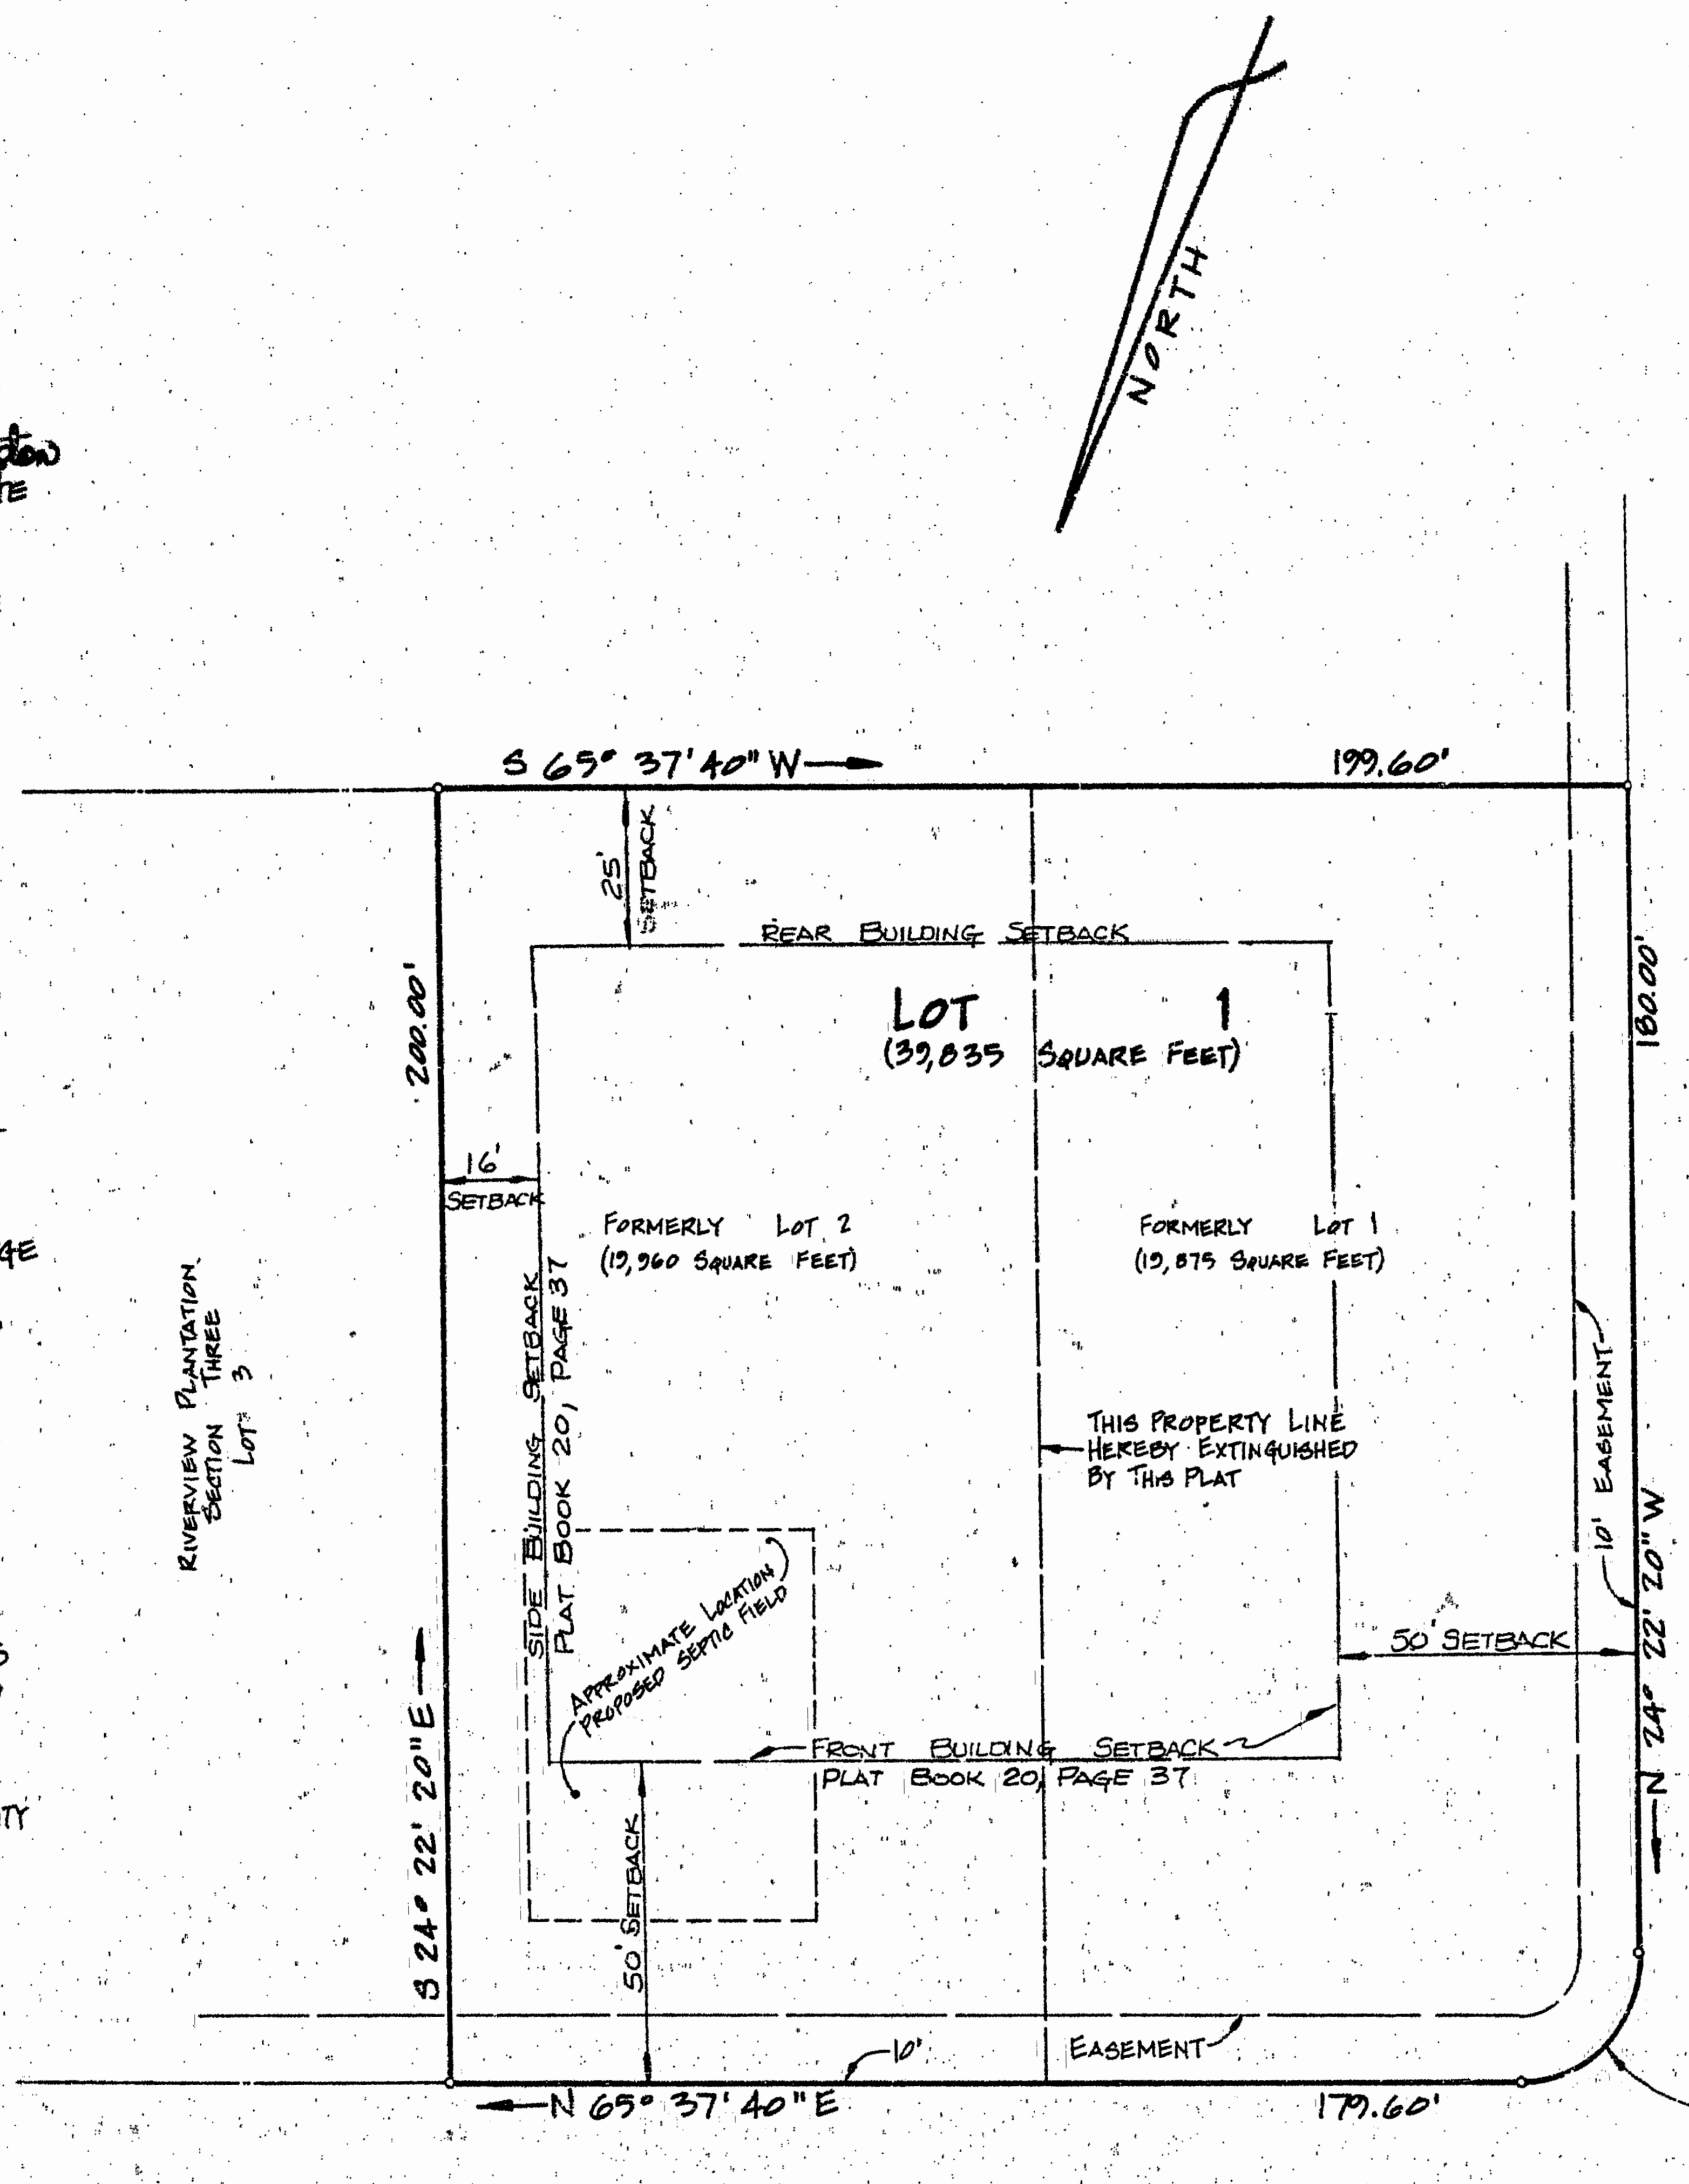 NORTH
S 65° 37' 40" W
199.60'
25'
SETBACK
REAR BUILDING SETBACK
200.00'
180.00'
LOT 1
(39,835 SQUARE FEET)
16'
SETBACK
FORMERLY LOT 2
(19,960 SQUARE FEET)
FORMERLY LOT 1
(19,875 SQUARE FEET)
RIVERVIEW PLANTATION
SECTION THREE
LOT 3
SIDE BUILDING SETBACK
PLAT BOOK 20, PAGE 37
THIS PROPERTY LINE
HEREBY EXTINGUISHED
BY THIS PLAT
10' EASEMENT
APPROXIMATE LOCATION
PROPOSED SEPTIC FIELD
50' SETBACK
N 24° 22' 20" W
S 24° 22' 20" E
FRONT BUILDING SETBACK
PLAT BOOK 20, PAGE 37
50' SETBACK
10'
EASEMENT
N 65° 37' 40" E
179.60'